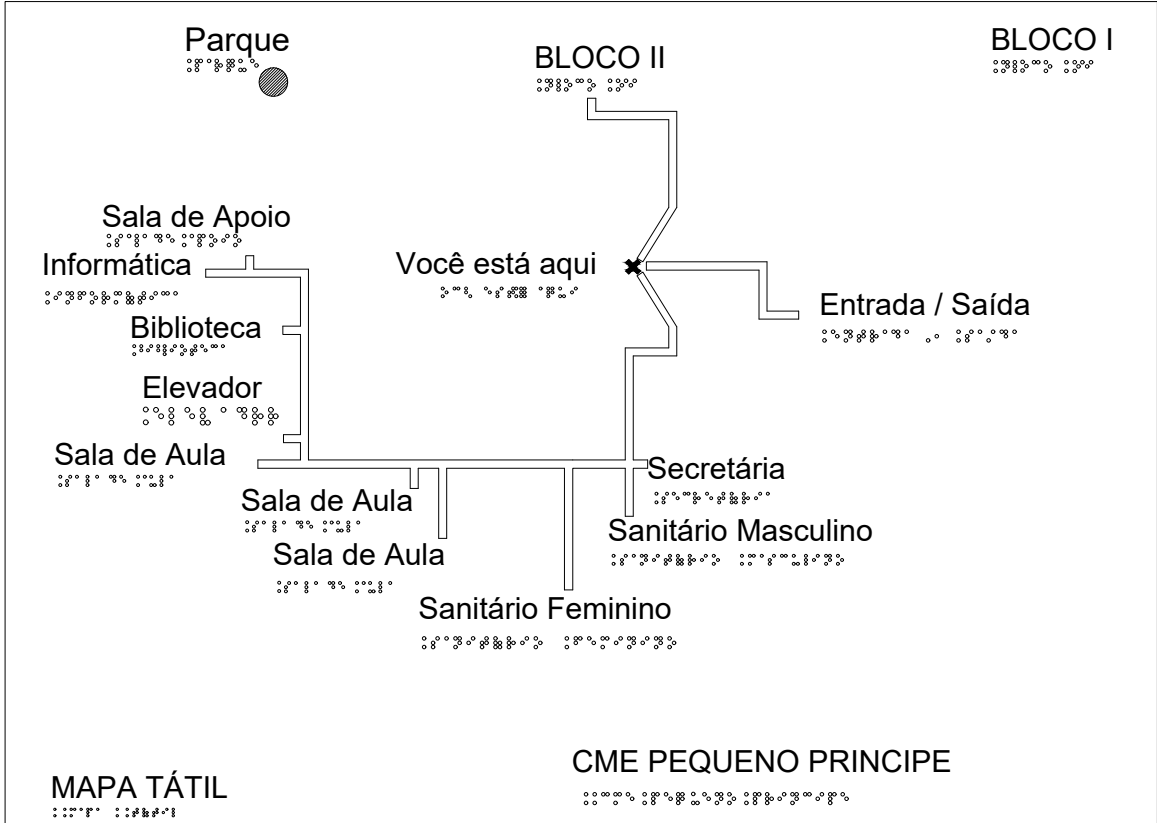 Parque
BLOCO II
BLOCO I
Sala de Apoio
Informática
Você está aqui
Entrada / Saída
Biblioteca
Elevador
Sala de Aula
Secretária
Sala de Aula
Sanitário Masculino
Sala de Aula
Sanitário Feminino
CME PEQUENO PRINCIPE
MAPA TÁTIL